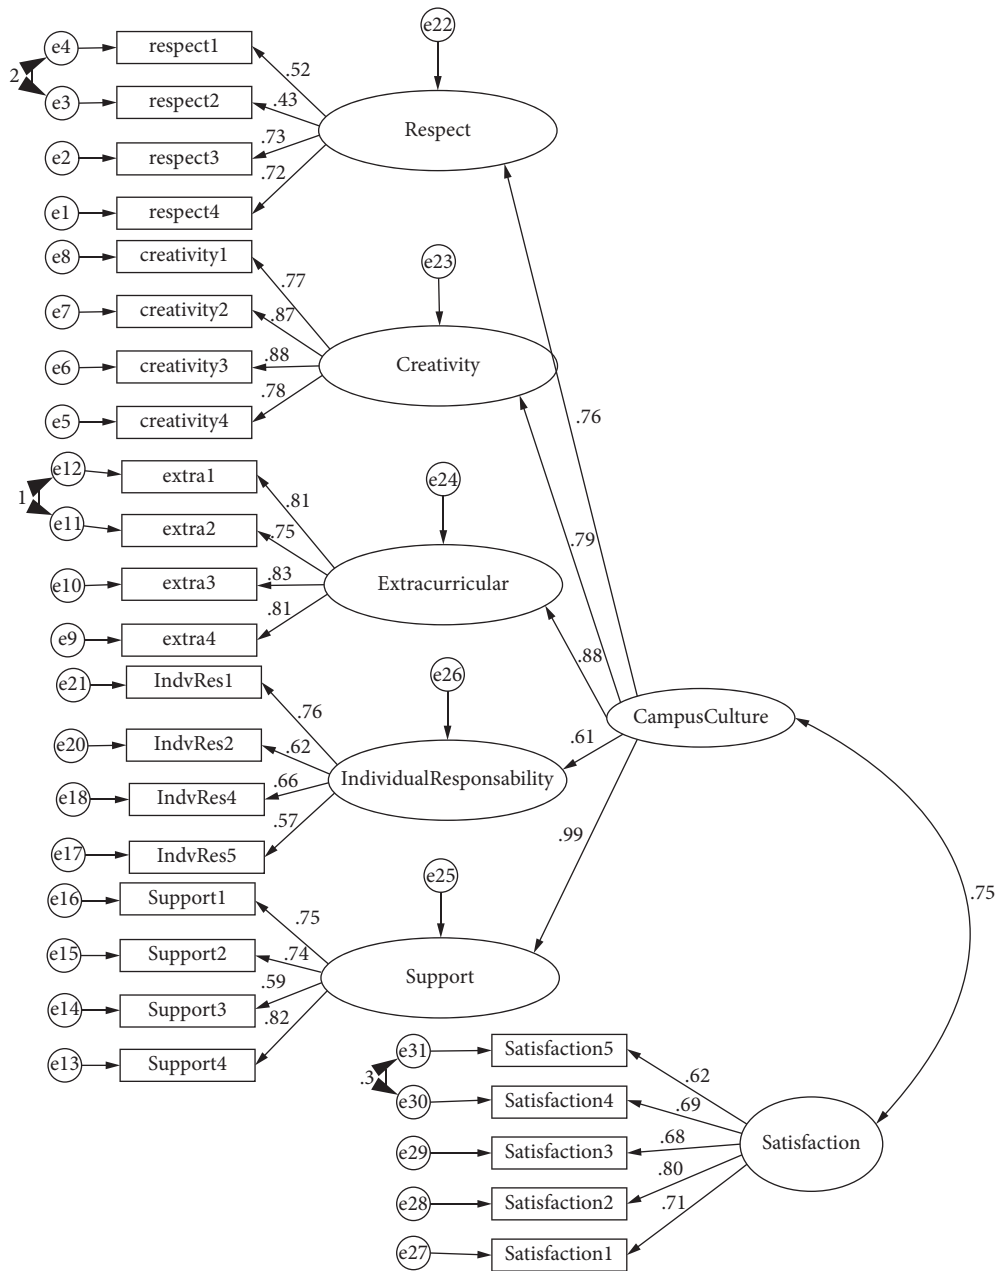 e22
e4
respect1
.52
2
e3
respect2
.43
Respect
e2
respect3
.73
.72
e1
respect4
e8
creativity1
e23
.77
e7
creativity2
.87
e6
creativity3
.88
Creativity
.78
e5
creativity4
.76
e12
extra1
e24
1
.81
e11
extra2
.75
.79
e10
extra3
.83
Extracurricular
.81
e9
extra4
.88
e21
IndvRes1
e26
.76
CampusCulture
e20
IndvRes2
.62
.61
.66
IndividualResponsability
e18
IndvRes4
.57
.99
e17
IndvRes5
e25
e16
Support1
.75
.75
e15
Support2
.74
.59
Support
e14
Support3
.82
e13
Support4
e31
Satisfaction5
.3
.62
e30
Satisfaction4
.69
e29
Satisfaction3
.68
Satisfaction
.80
e28
Satisfaction2
.71
e27
Satisfaction1